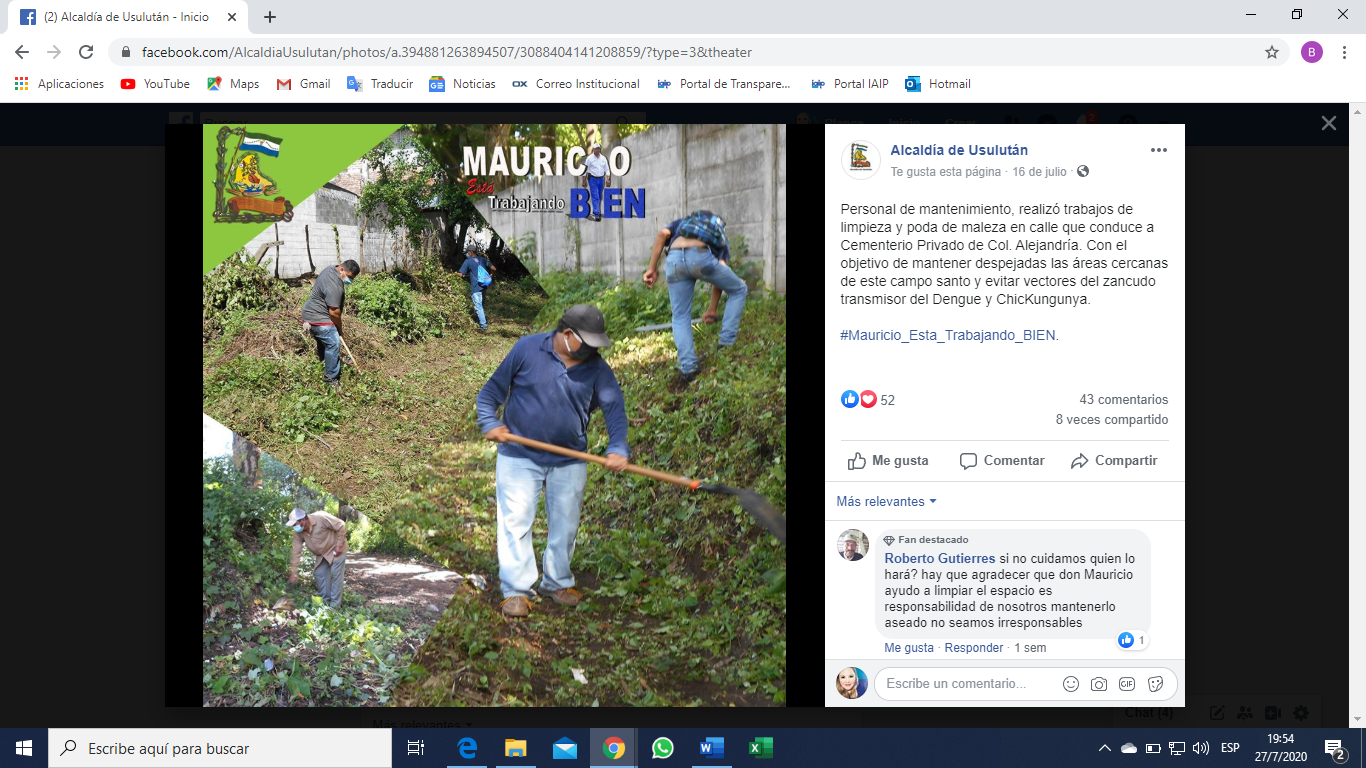 (2) Alcaldía de Usulután - Inicio
facebook.com/AlcaldiaUsulutan/photos/a.394881263894507/3088404141208859/?type=3&theater
B
Aplicaciones YouTube Maps Gmail Traducir Noticias Correo Institucional Portal de Transpare... Portal IAIP Hotmail
MAURICIO
Está
Trabajando BIEN
Alcaldía de Usulután
Te gusta esta página · 16 de julio ·
Personal de mantenimiento, realizó trabajos de
limpieza y poda de maleza en calle que conduce a
Cementerio Privado de Col. Alejandría. Con el
objetivo de mantener despejadas las áreas cercanas
de este campo santo y evitar vectores del zancudo
transmisor del Dengue y ChicKungunya.
#Mauricio_Esta_Trabajando_BIEN.
52 43 comentarios
8 veces compartido
Me gusta Comentar Compartir
Más relevantes
Fan destacado
Roberto Gutierres si no cuidamos quien lo
hará? hay que agradecer que don Mauricio
ayudo a limpiar el espacio es
responsabilidad de nosotros mantenerlo
aseado no seamos irresponsables
1
Me gusta · Responder · 1 sem
Escribe un comentario...
GIF
Más relevantes
Chat (4)
Escribe aquí para buscar
ESP
19:54
27/7/2020
2